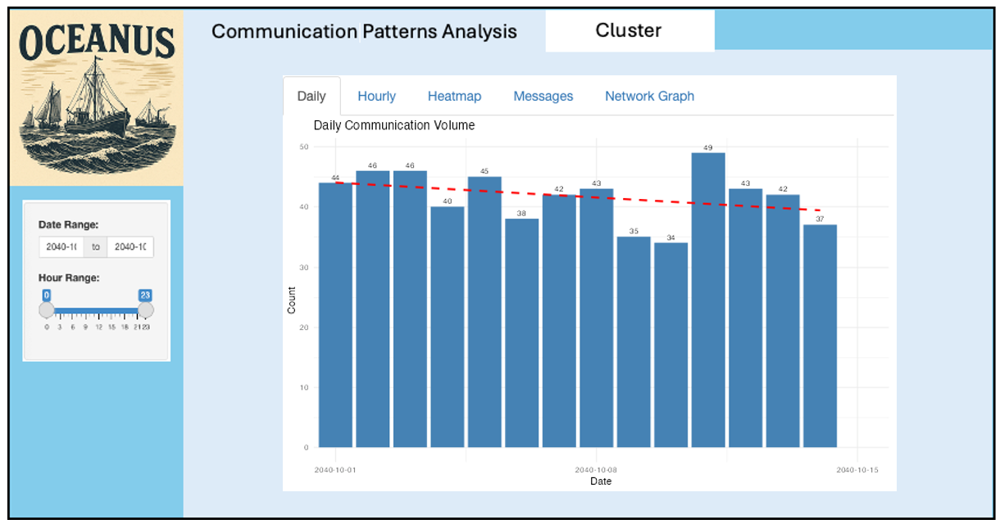 OCEANUS
Communication Patterns Analysis
Cluster
Daily Hourly Heatmap Messages Network Graph
Daily Communication Volume
Date Range:
2040-1( to 2040-1(
Hour Range:
0 23
0 3 6 9 12 15 18 21 23
Count
50
40
30
20
10
0
44 46 46 40 45 38 42 43 35 34 49 43 42 37
2040-10-01 2040-10-08 2040-10-15
Date